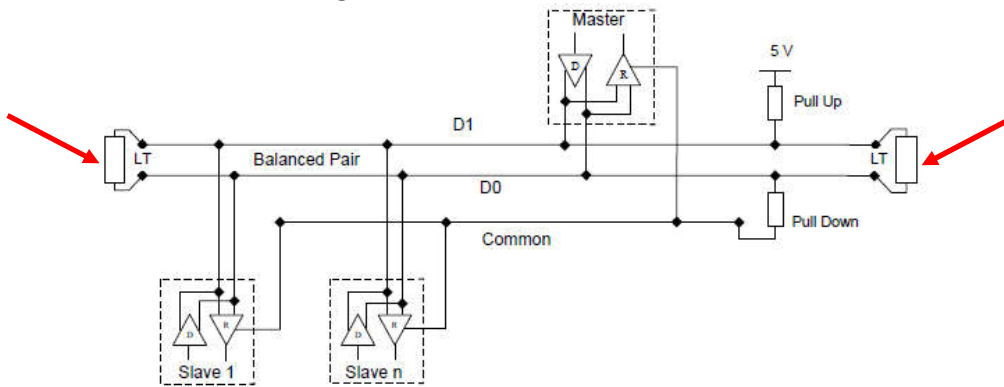 Master
D
R
5 V
Pull Up
D1
LT
Balanced Pair
LT
D0
Pull Down
Common
D
R
D
R
Slave 1
Slave n